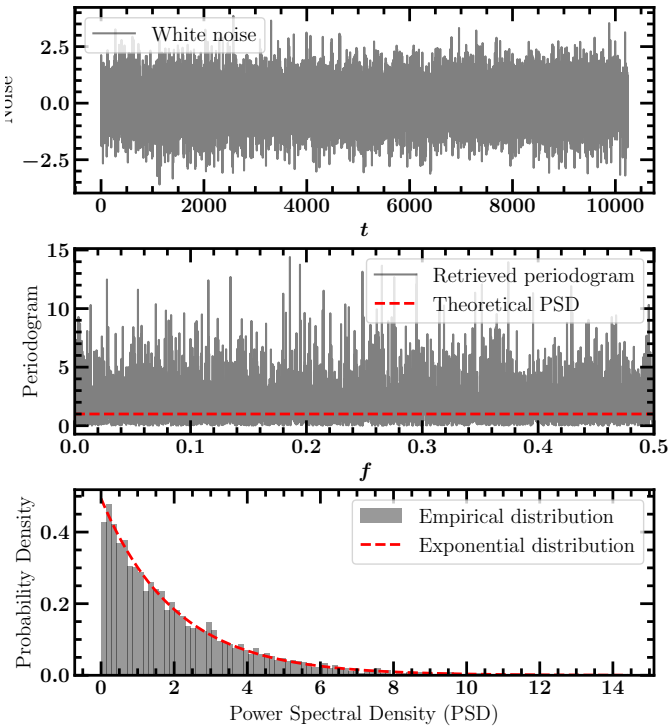 White noise
2.5
0.0
−2.5
Noise
0 2000 4000 6000 8000 10000
t
15
10
5
0
Periodogram
Retrieved periodogram
Theoretical PSD
0.0 0.1 0.2 0.3 0.4 0.5
f
0.4
0.2
0.0
Probability Density
Empirical distribution
Exponential distribution
0 2 4 6 8 10 12 14
Power Spectral Density (PSD)